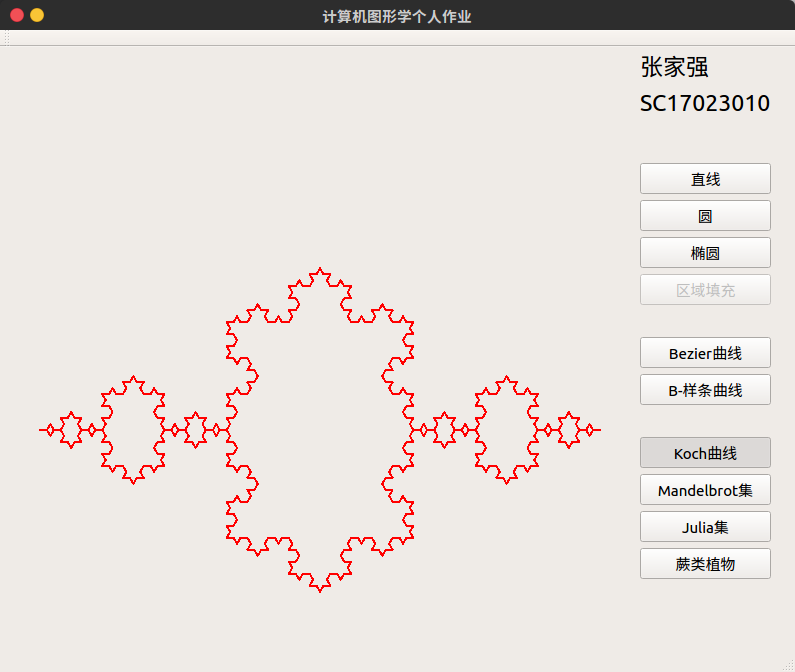 计算机图形学个人作业
张家强
SC17023010
直线
圆
椭圆
区域填充
Bezier曲线
B-样条曲线
Koch曲线
Mandelbrot集
Julia集
蕨类植物